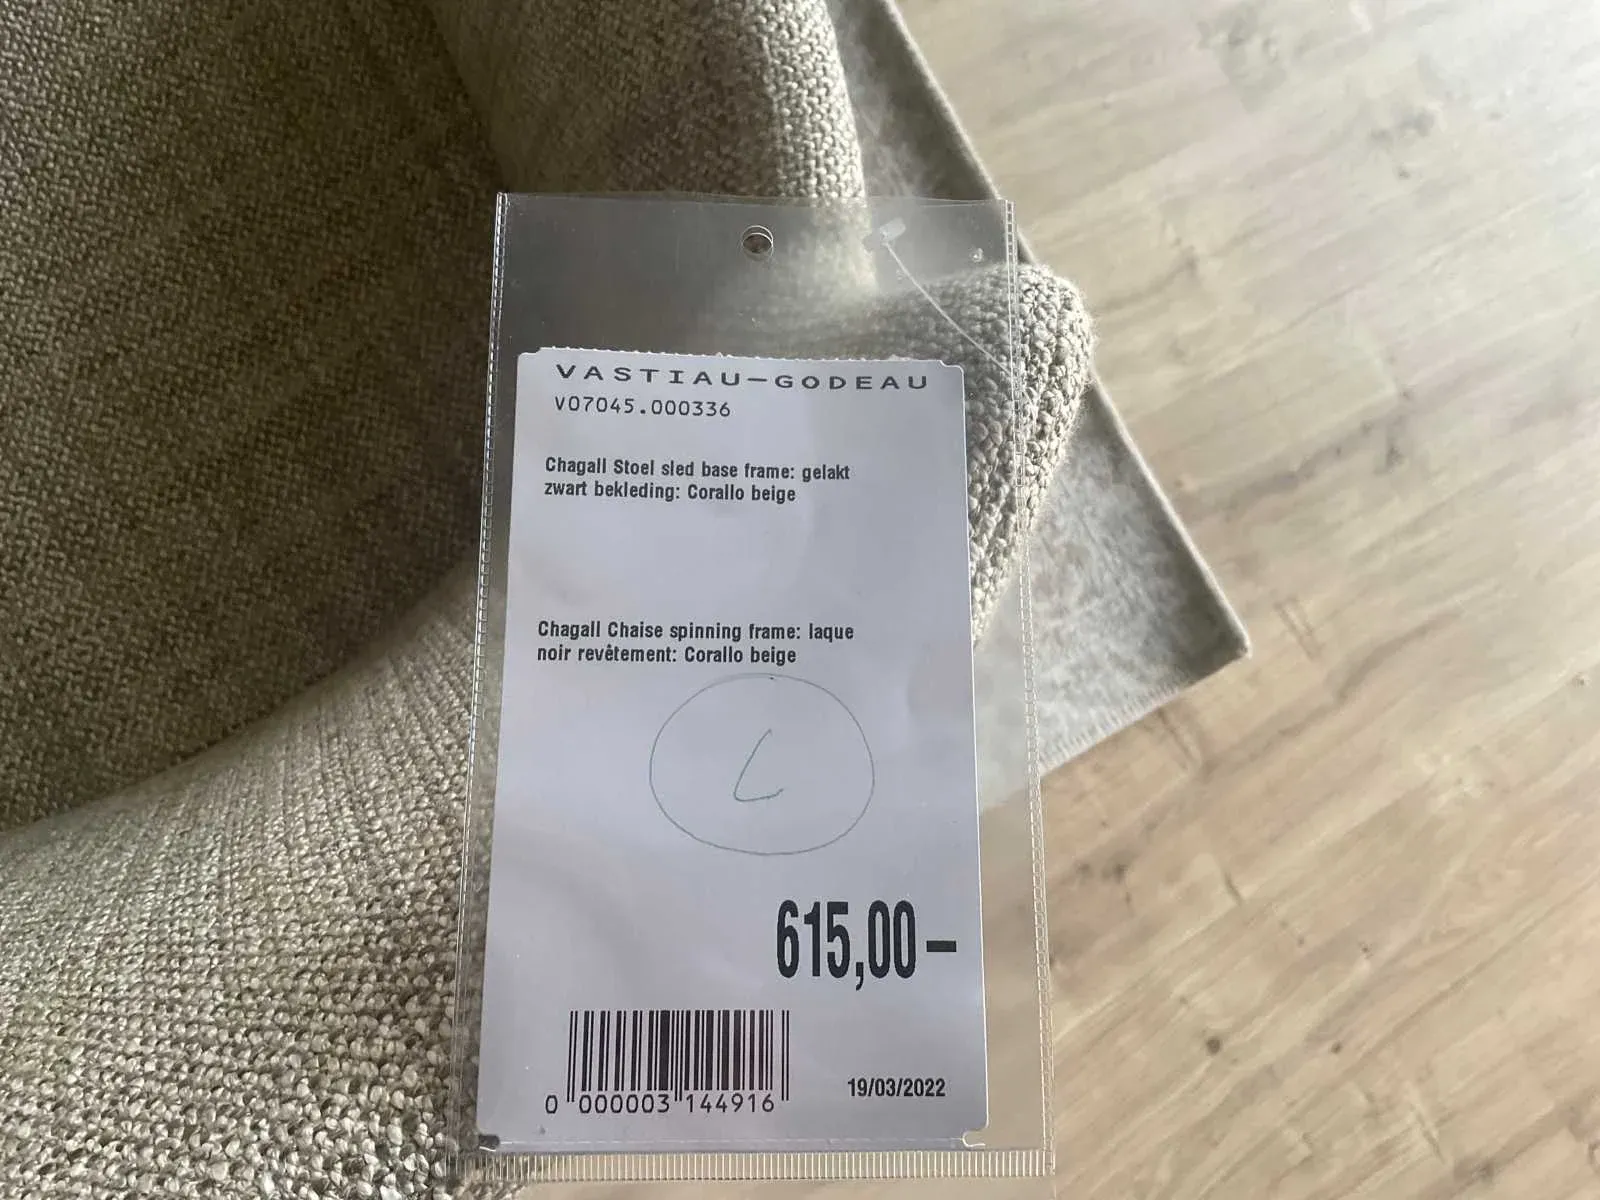 VASTIAU-GODEAU
V07045.000336
Chagall Stoel sled base frame: gelakt
zwart bekleding: Corallo beige
Chagall Chaise spinning frame: laque
noir revêtement: Corallo beige
L
615,00-
0 000003 144916
19/03/2022